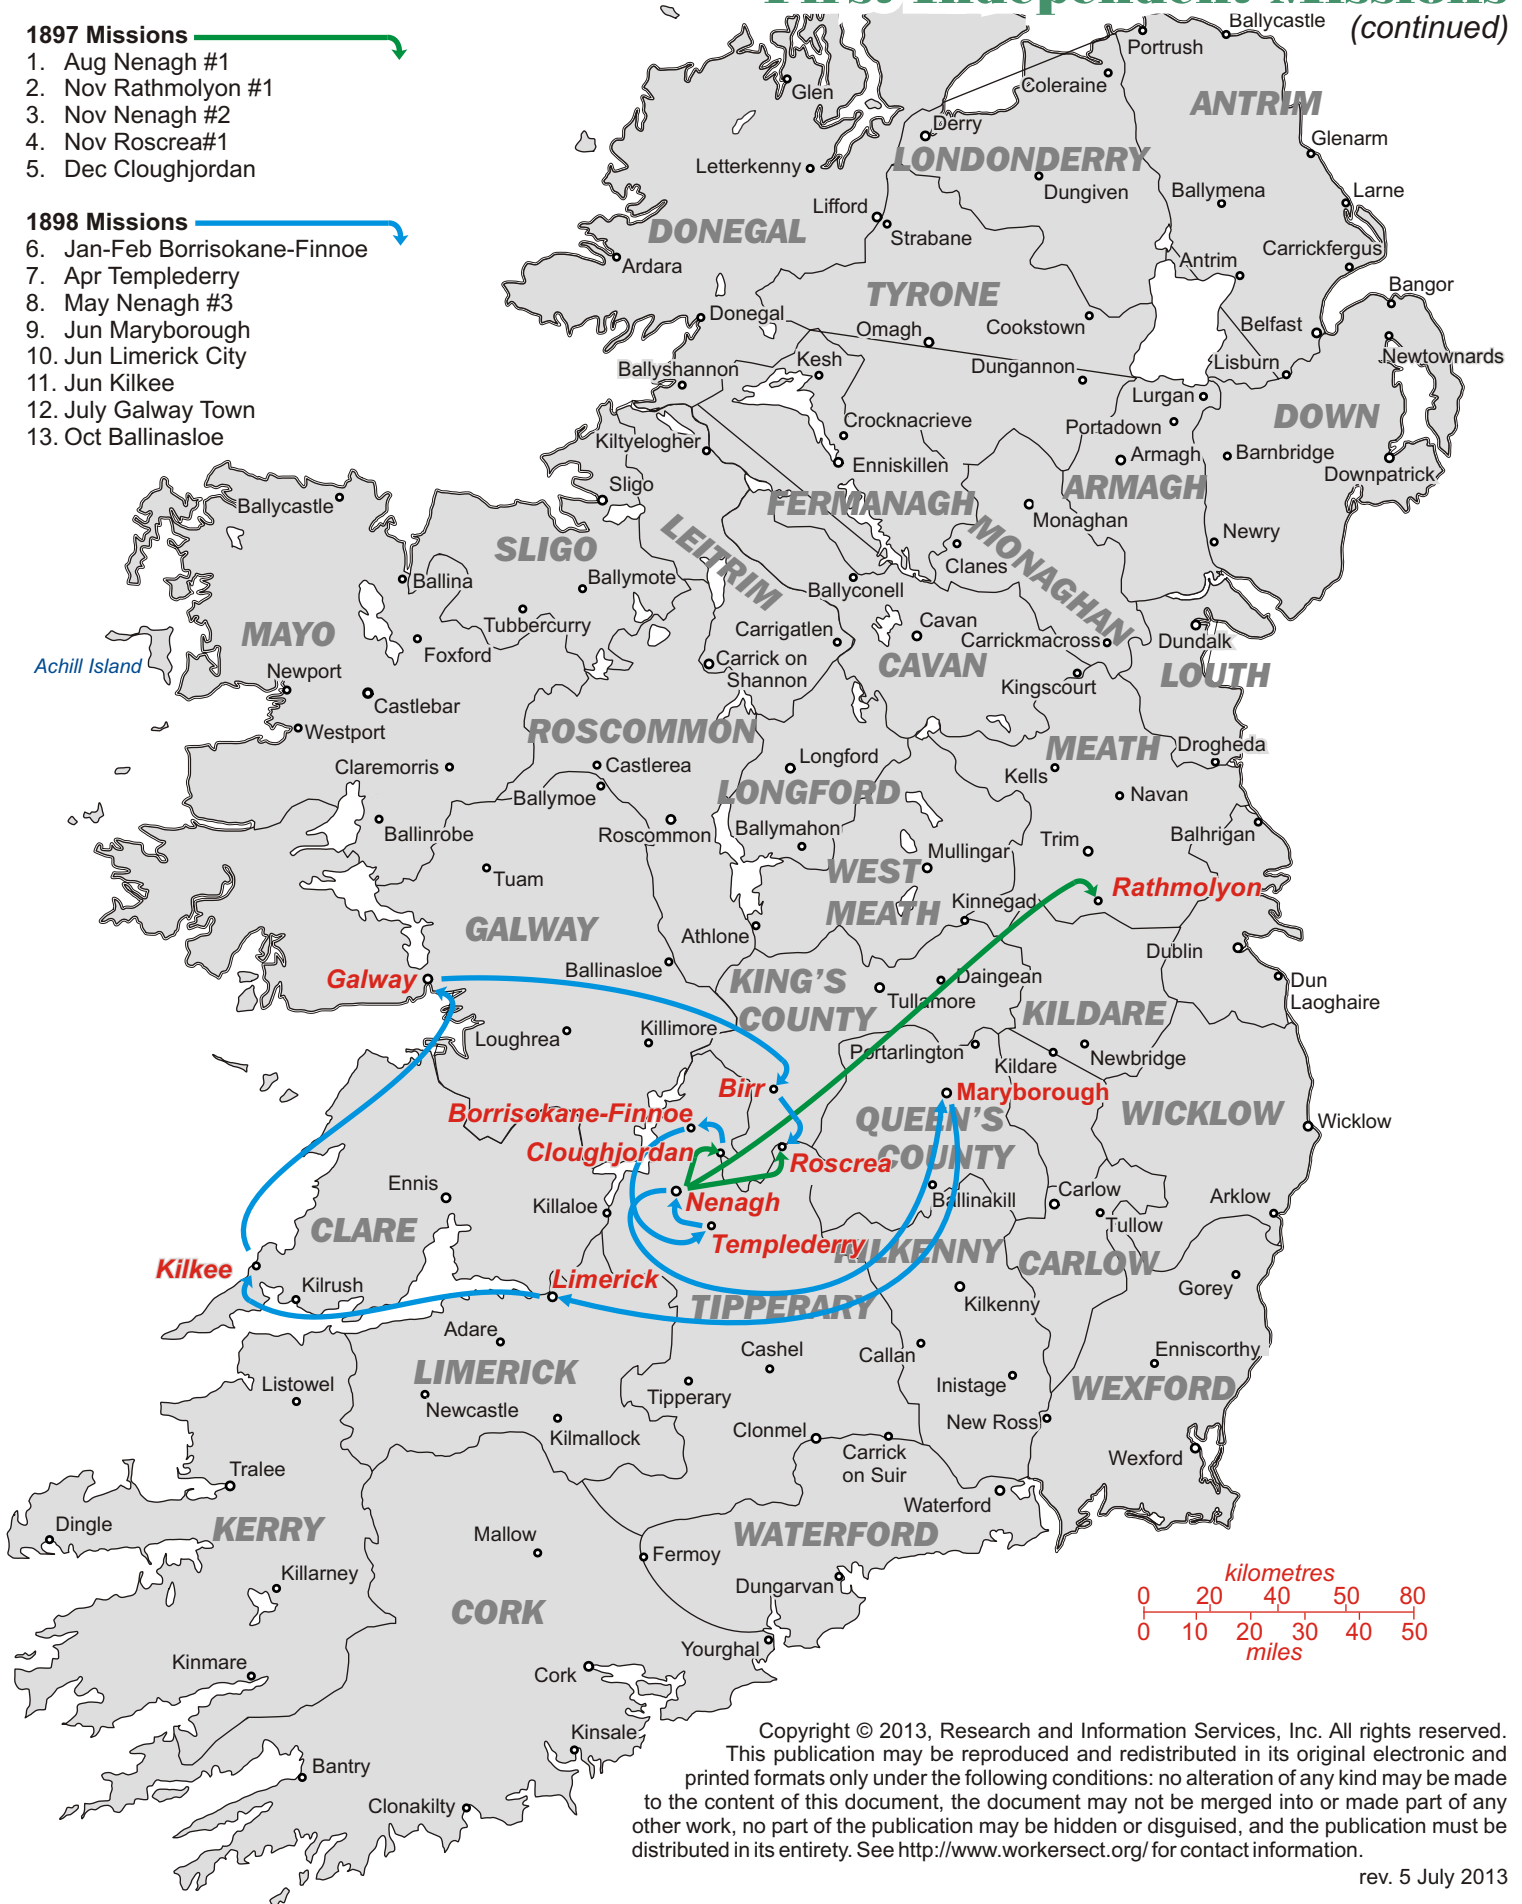 First Independent Missions
(continued)
1897 Missions
1. Aug Nenagh #1
2. Nov Rathmolyon #1
3. Nov Nenagh #2
4. Nov Roscrea#1
5. Dec Cloughjordan
1898 Missions
6. Jan-Feb Borrisokane-Finnoe
7. Apr Templederry
8. May Nenagh #3
9. Jun Maryborough
10. Jun Limerick City
11. Jun Kilkee
12. July Galway Town
13. Oct Ballinasloe
Ballycastle
Portrush
Coleraine
Glen
ANTRIM
Derry
Glenarm
LONDONDERRY
Letterkenny
Dungiven
Ballymena
Larne
Lifford
DONEGAL
Strabane
Carrickfergus
Ardara
Antrim
Bangor
TYRONE
Donegal
Omagh
Cookstown
Belfast
Newtownards
Ballyshannon
Kesh
Dungannon
Lisburn
Lurgan
DOWN
Crocknacrieve
Portadown
Kiltyelogher
Enniskillen
Armagh
Barnbridge
Downpatrick
Sligo
ARMAGH
FERMANAGH
Ballycastle
Monaghan
Newry
SLIGO
LEITRIM
MONAGHAN
Clanes
Ballina
Ballymote
Ballyconell
Tubbercurry
MAYO
Cavan
Carrigatlen
Carrickmacross
Dundalk
Foxford
Achill Island
Newport
Carrick on
Shannon
CAVAN
LOUTH
Kingscourt
Castlebar
Westport
ROSCOMMON
MEATH
Drogheda
Longford
Claremorris
Castlerea
Kells
LONGFORD
Ballymoe
Navan
Ballinrobe
Roscommon
Ballymahon
Trim
Balhrigan
Mullingar
WEST
MEATH
Tuam
Rathmolyon
Kinnegad
GALWAY
Athlone
Dublin
Ballinasloe
Galway
KING'S
COUNTY
Daingean
Tullamore
Dun
Laoghaire
KILDARE
Loughrea
Killimore
Portarlington
Kildare
Newbridge
Birr
Maryborough
Borrisokane-Finnoe
QUEEN'S
COUNTY
WICKLOW
Wicklow
Cloughjordan
Roscrea
Ennis
Nenagh
Ballinakill
Carlow
Arklow
Killaloe
Tullow
CLARE
Templederry
KILKENNY
CARLOW
Kilkee
Limerick
Kilrush
Gorey
Kilkenny
TIPPERARY
Adare
Cashel
Callan
Enniscorthy
LIMERICK
Listowel
Tipperary
Inistage
WEXFORD
Newcastle
Kilmallock
Clonmel
New Ross
Carrick
on Suir
Wexford
Tralee
Waterford
Dingle
KERRY
Mallow
WATERFORD
Fermoy
Killarney
Dungarvan
CORK
Yourghal
Kinmare
Cork
Kinsale
Bantry
Clonakilty
kilometres
0 20 40 50 80
0 10 20 30 40 50
miles
Copyright © 2013, Research and Information Services, Inc. All rights reserved.
This publication may be reproduced and redistributed in its original electronic and
printed formats only under the following conditions: no alteration of any kind may be made
to the content of this document, the document may not be merged into or made part of any
other work, no part of the publication may be hidden or disguised, and the publication must be
distributed in its entirety. See http://www.workersect.org/ for contact information.
rev. 5 July 2013